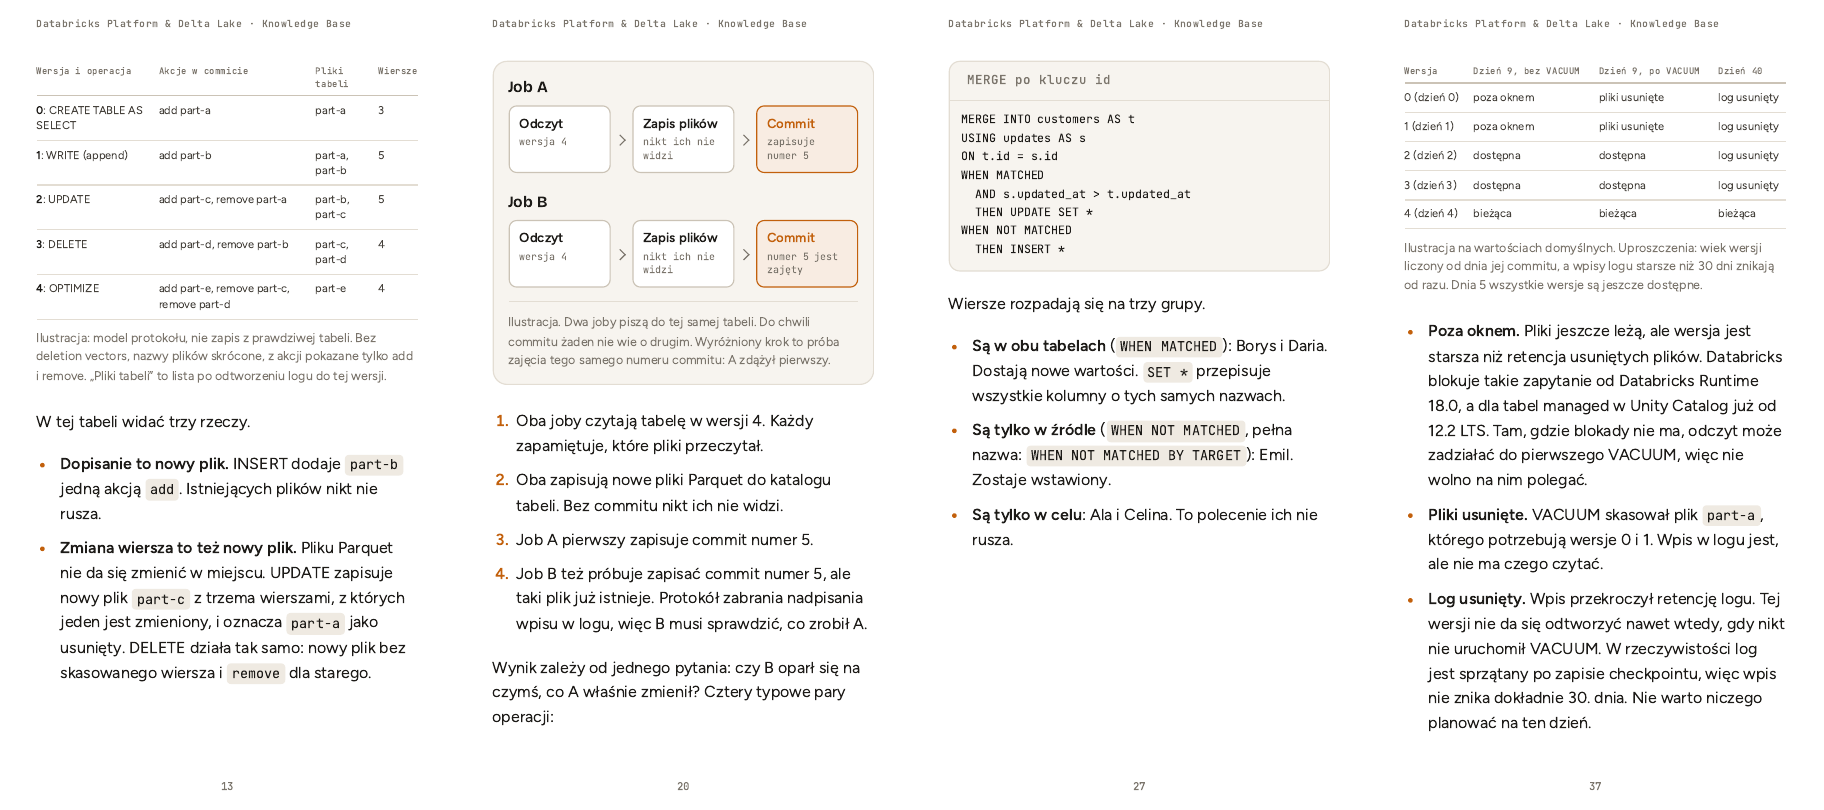 Databricks Platform & Delta Lake · Knowledge Base
Wersja i operacja Akcje w commicie Pliki tabeli Wiersze
0: CREATE TABLE AS SELECT add part-a part-a 3
1: WRITE (append) add part-b part-a, part-b 5
2: UPDATE add part-c, remove part-a part-b, part-c 5
3: DELETE add part-d, remove part-b part-c, part-d 4
4: OPTIMIZE add part-e, remove part-c, remove part-d part-e 4
Ilustracja: model protokołu, nie zapis z prawdziwej tabeli. Bez
deletion vectors, nazwy plików skrócone, z akcji pokazane tylko add
i remove. „Pliki tabeli” to lista po odtworzeniu logu do tej wersji.
W tej tabeli widać trzy rzeczy.
• Dopisanie to nowy plik. INSERT dodaje part-b
jedną akcją add. Istniejących plików nikt nie
rusza.
• Zmiana wiersza to też nowy plik. Pliku Parquet
nie da się zmienić w miejscu. UPDATE zapisuje
nowy plik part-c z trzema wierszami, z których
jeden jest zmieniony, i oznacza part-a jako
usunięty. DELETE działa tak samo: nowy plik bez
skasowanego wiersza i remove dla starego.
13
Databricks Platform & Delta Lake · Knowledge Base
Job A
Odczyt
wersja 4
Zapis plików
nikt ich nie
widzi
Commit
zapisuje
numer 5
Job B
Odczyt
wersja 4
Zapis plików
nikt ich nie
widzi
Commit
numer 5 jest
zajęty
Ilustracja. Dwa joby piszą do tej samej tabeli. Do chwili
commitu żaden nie wie o drugim. Wyróżniony krok to próba
zajęcia tego samego numeru commitu: A zdążył pierwszy.
1. Oba joby czytają tabelę w wersji 4. Każdy
zapamiętuje, które pliki przeczytał.
2. Oba zapisują nowe pliki Parquet do katalogu
tabeli. Bez commitu nikt ich nie widzi.
3. Job A pierwszy zapisuje commit numer 5.
4. Job B też próbuje zapisać commit numer 5, ale
taki plik już istnieje. Protokół zabrania nadpisania
wpisu w logu, więc B musi sprawdzić, co zrobił A.
Wynik zależy od jednego pytania: czy B oparł się na
czymś, co A właśnie zmienił? Cztery typowe pary
operacji:
20
Databricks Platform & Delta Lake · Knowledge Base
MERGE po kluczu id
MERGE INTO customers AS t
USING updates AS s
ON t.id = s.id
WHEN MATCHED
AND s.updated_at > t.updated_at
THEN UPDATE SET *
WHEN NOT MATCHED
THEN INSERT *
Wiersze rozpadają się na trzy grupy.
• Są w obu tabelach (WHEN MATCHED): Borys i Daria.
Dostają nowe wartości. SET * przepisuje
wszystkie kolumny o tych samych nazwach.
• Są tylko w źródle (WHEN NOT MATCHED, pełna
nazwa: WHEN NOT MATCHED BY TARGET): Emil.
Zostaje wstawiony.
• Są tylko w celu: Ala i Celina. To polecenie ich nie
rusza.
27
Databricks Platform & Delta Lake · Knowledge Base
Wersja Dzień 9, bez VACUUM Dzień 9, po VACUUM Dzień 40
0 (dzień 0) poza oknem pliki usunięte log usunięty
1 (dzień 1) poza oknem pliki usunięte log usunięty
2 (dzień 2) dostępna dostępna log usunięty
3 (dzień 3) dostępna dostępna log usunięty
4 (dzień 4) bieżąca bieżąca bieżąca
Ilustracja na wartościach domyślnych. Uproszczenia: wiek wersji
liczony od dnia jej commitu, a wpisy logu starsze niż 30 dni znikają
od razu. Dnia 5 wszystkie wersje są jeszcze dostępne.
• Poza oknem. Pliki jeszcze leżą, ale wersja jest
starsza niż retencja usuniętych plików. Databricks
blokuje takie zapytanie od Databricks Runtime
18.0, a dla tabel managed w Unity Catalog już od
12.2 LTS. Tam, gdzie blokady nie ma, odczyt może
zadziałać do pierwszego VACUUM, więc nie
wolno na nim polegać.
• Pliki usunięte. VACUUM skasował plik part-a,
którego potrzebują wersje 0 i 1. Wpis w logu jest,
ale nie ma czego czytać.
• Log usunięty. Wpis przekroczył retencję logu. Tej
wersji nie da się odtworzyć nawet wtedy, gdy nikt
nie uruchomił VACUUM. W rzeczywistości log
jest sprzątany po zapisie checkpointu, więc wpis
nie znika dokładnie 30. dnia. Nie warto niczego
planować na ten dzień.
37